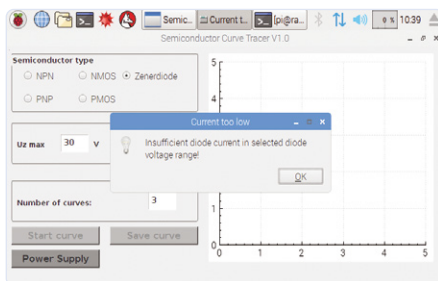 Semic...
Current t...
[pi@ra...
0 %
10:39
Semiconductor Curve Tracer V1.0
Semiconductor type
NPN
NMOS
Zenerdiode
PNP
PMOS
Uz max
30
V
Number of curves:
3
Start curve
Save curve
Power Supply
Current too low
Insufficient diode current in selected diode
voltage range!
OK
5
4
1
0
0
1
2
3
4
5